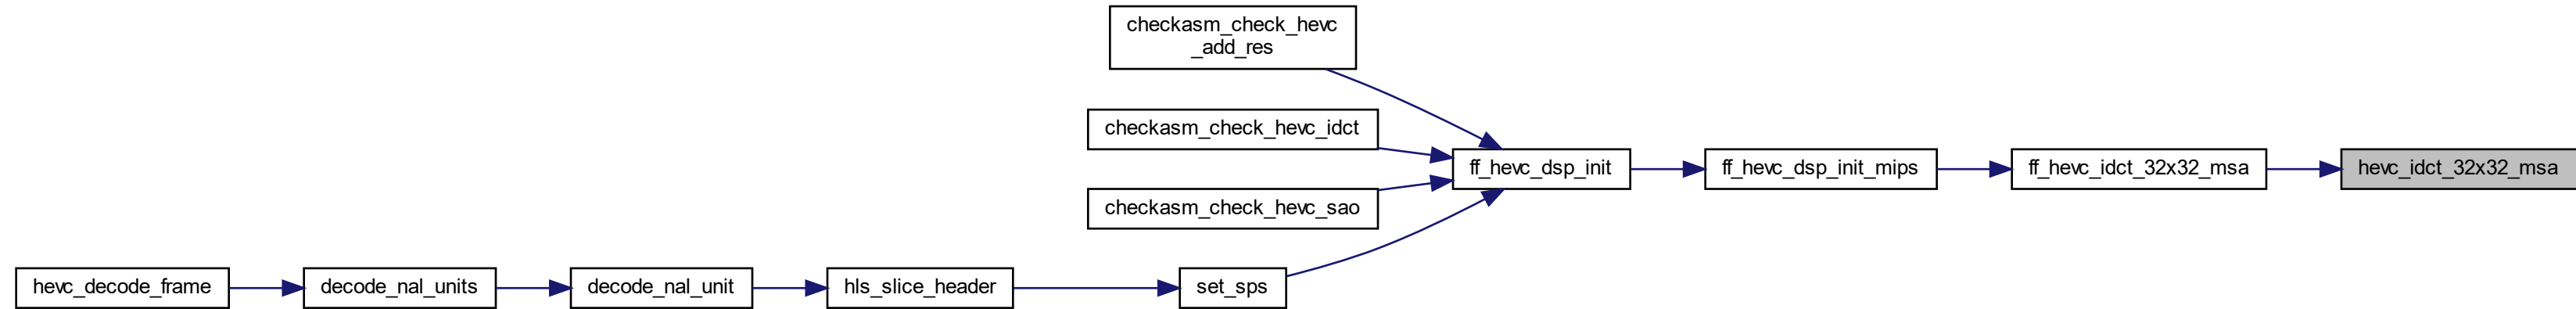 checkasm_check_hevc
_add_res
checkasm_check_hevc_idct
ff_hevc_dsp_init
ff_hevc_dsp_init_mips
ff_hevc_idct_32x32_msa
hevc_idct_32x32_msa
checkasm_check_hevc_sao
hevc_decode_frame
decode_nal_units
decode_nal_unit
hls_slice_header
set_sps